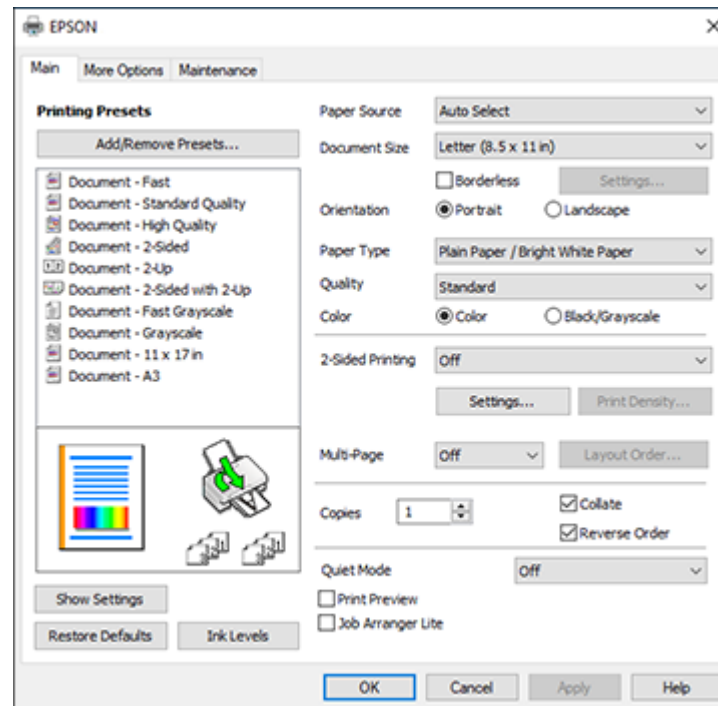 EPSON
Main More Options Maintenance
Printing Presets
Add/Remove Presets...
Document - Fast
Document - Standard Quality
Document - High Quality
Document - 2-Sided
Document - 2-Up
Document - 2-Sided with 2-Up
Document - Fast Grayscale
Document - Grayscale
Document - 11 x 17 in
Document - A3
Show Settings
Restore Defaults Ink Levels
Paper Source Auto Select
Document Size Letter (8.5 x 11 in)
Borderless Settings...
Orientation Portrait Landscape
Paper Type Plain Paper / Bright White Paper
Quality Standard
Color Color Black/Grayscale
2-Sided Printing Off
Settings... Print Density...
Multi-Page Off Layout Order...
Copies 1 Collate
Reverse Order
Quiet Mode Off
Print Preview
Job Arranger Lite
OK Cancel Apply Help